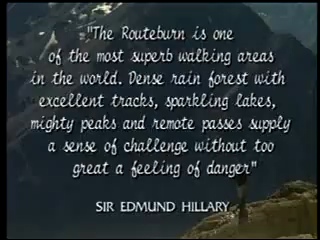 "The Routeburn is one
of the most superb walking areas
in the world. Dense rain forest with
excellent tracks, sparkling lakes,
mighty peaks and remote passes supply
a sense of challenge without too
great a feeling of danger"
SIR EDMUND HILLARY